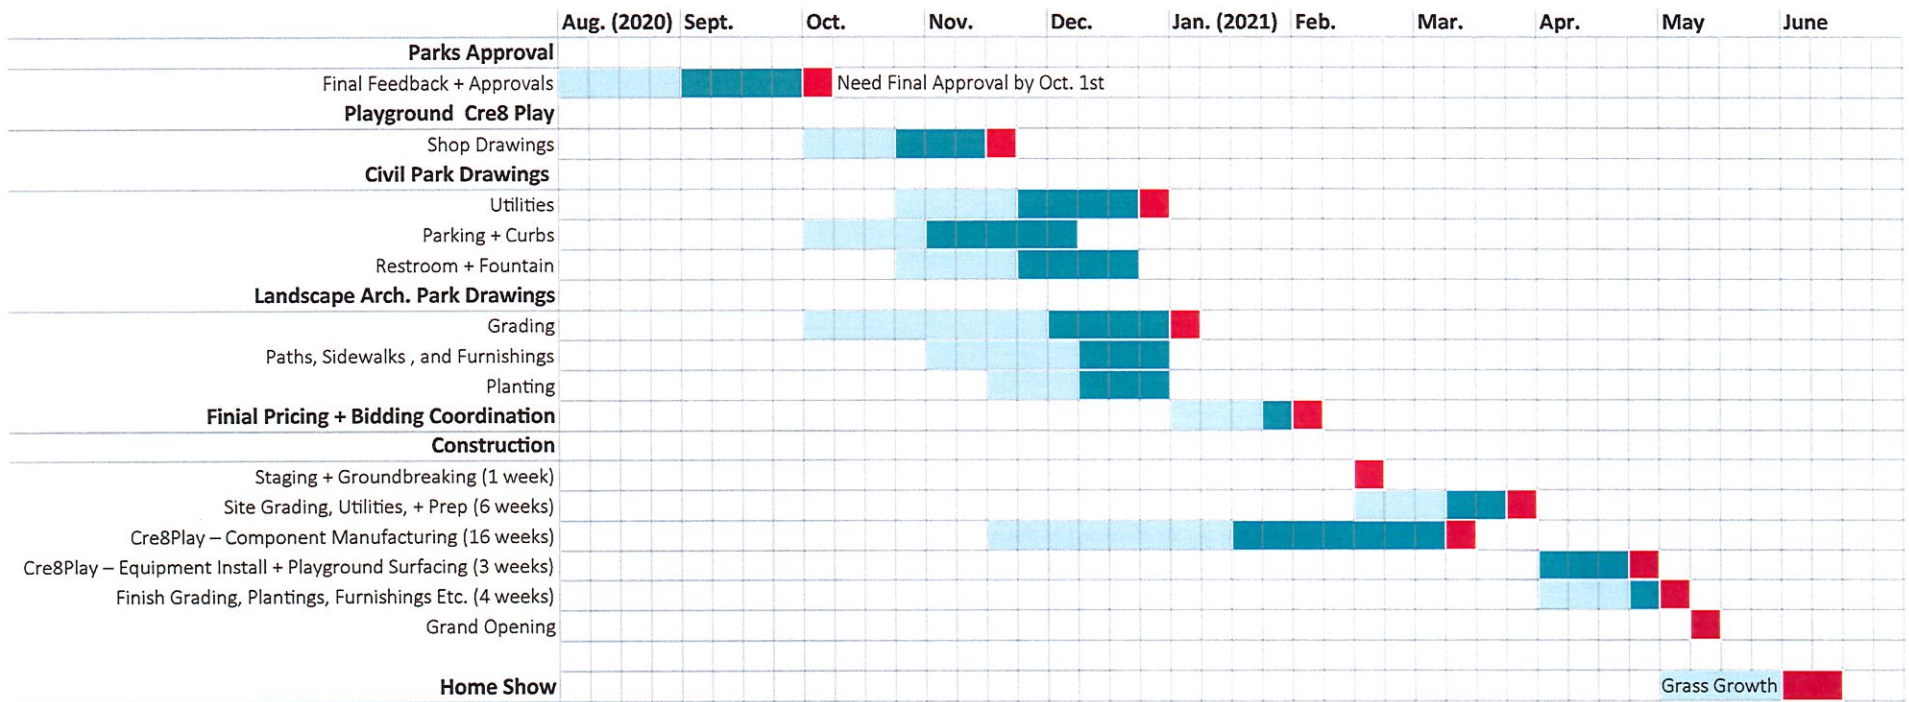 Aug. (2020) Sept. Oct. Nov. Dec. Jan. (2021) Feb. Mar. Apr. May June
Parks Approval
Final Feedback + Approvals Need Final Approval by Oct. 1st
Playground Cre8 Play
Shop Drawings
Civil Park Drawings
Utilities
Parking + Curbs
Restroom + Fountain
Landscape Arch. Park Drawings
Grading
Paths, Sidewalks , and Furnishings
Planting
Finial Pricing + Bidding Coordination
Construction
Staging + Groundbreaking (1 week)
Site Grading, Utilities, + Prep (6 weeks)
Cre8Play – Component Manufacturing (16 weeks)
Cre8Play – Equipment Install + Playground Surfacing (3 weeks)
Finish Grading, Plantings, Furnishings Etc. (4 weeks)
Grand Opening
Home Show Grass Growth